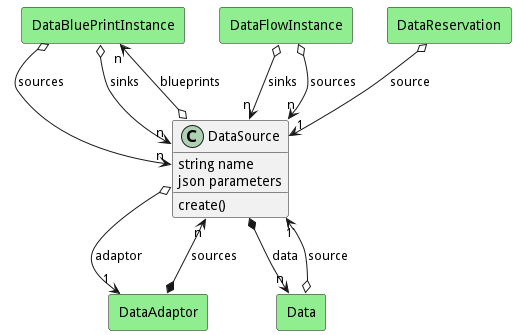 DataBluePrintInstance
DataFlowInstance
DataReservation
n
sources
sinks
blueprints
sinks
sources
source
n
n
1
n
n
C DataSource
string name
json parameters
create()
adaptor
1
n
sources
data
n
1
source
DataAdaptor
Data